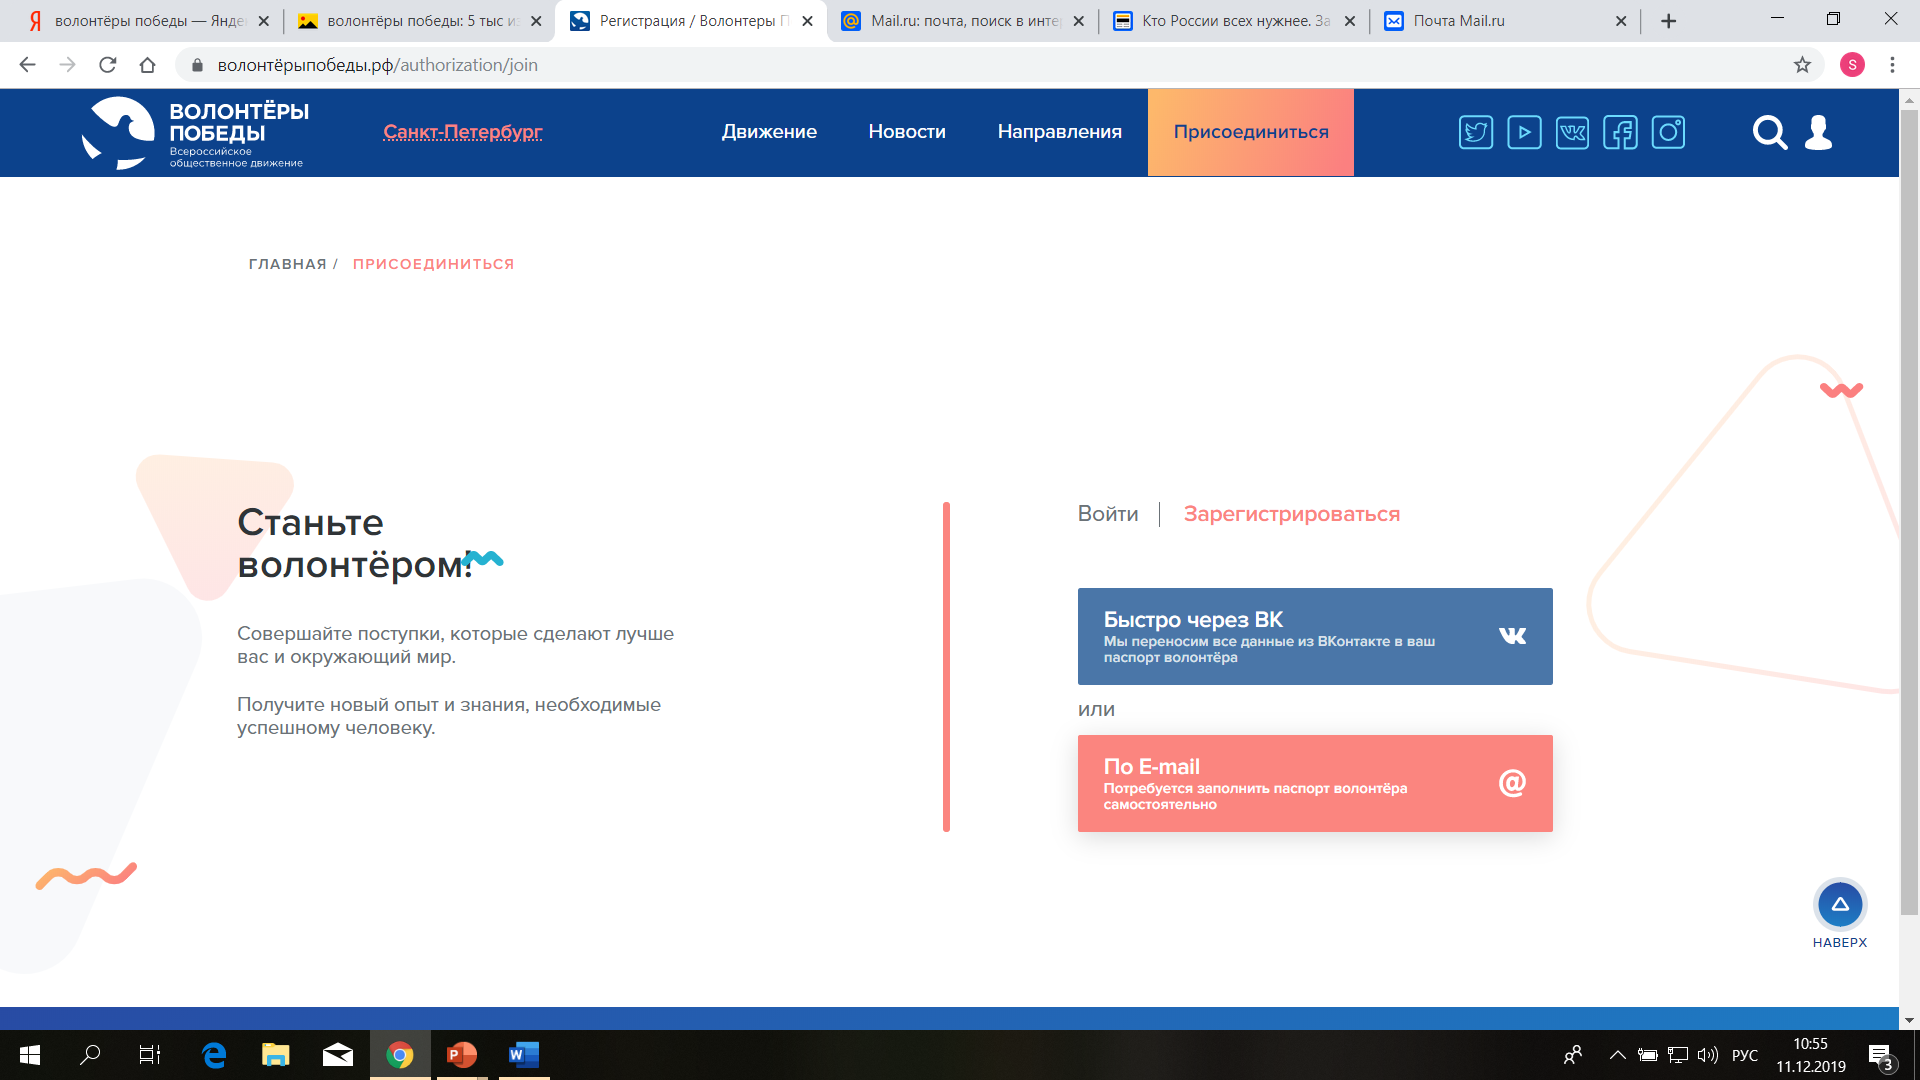 волонтёры победы — Янде
волонтёры победы: 5 тыс и
Регистрация / Волонтеры П
Mail.ru: почта, поиск в инте
Кто России всех нужнее. За
Почта Mail.ru
волонтёрыпобеды.рф/authorization/join
S
ВОЛОНТЁРЫ
ПОБЕДЫ
Всероссийское
общественное движение
Санкт-Петербург
Движение
Новости
Направления
Присоединиться
ГЛАВНАЯ / ПРИСОЕДИНИТЬСЯ
Станьте
волонтёром!
Совершайте поступки, которые сделают лучше
вас и окружающий мир.
Получите новый опыт и знания, необходимые
успешному человеку.
Войти
Зарегистрироваться
Быстро через ВК
Мы переносим все данные из ВКонтакте в ваш
паспорт волонтёра
или
По E-mail
Потребуется заполнить паспорт волонтёра
самостоятельно
@
НАВЕРХ
РУС
10:55
11.12.2019
3